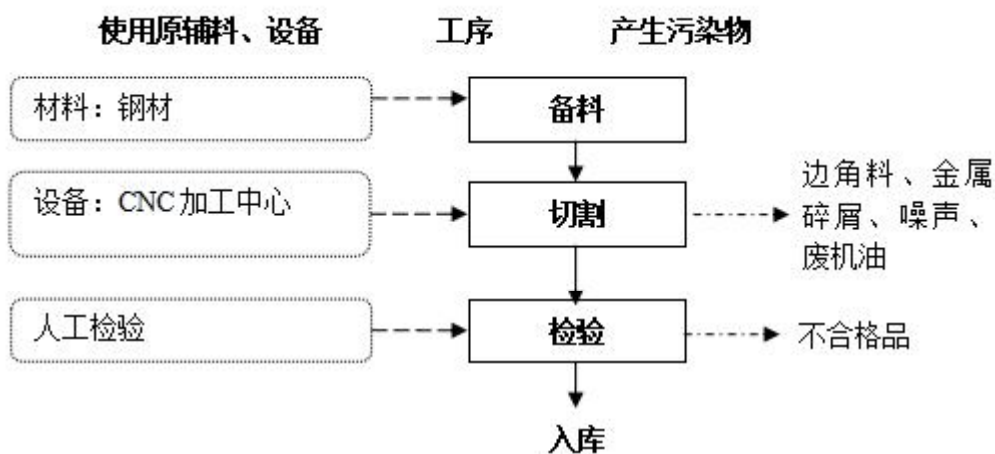 使用原辅料、设备 工序 产生污染物
材料：钢材 备料
设备：CNC加工中心 切割 边角料、金属
碎屑、噪声、
废机油
人工检验 检验 不合格品
入库